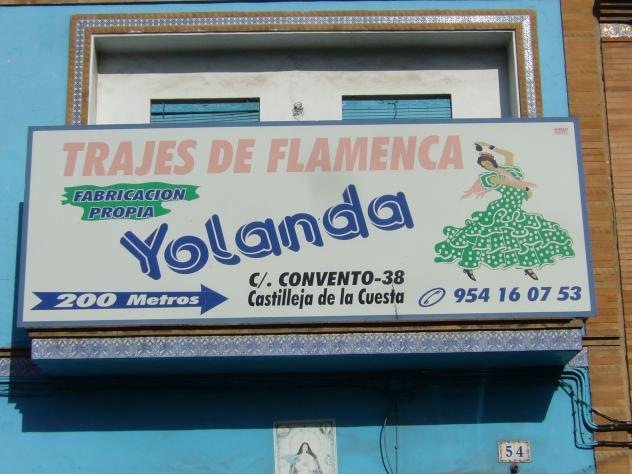 TRAJES DE FLAMENCA
FABRICACION
PROPIA
Yolanda
C/. CONVENTO-38
200 Metros
Castilleja de la Cuesta
954 16 07 53
54